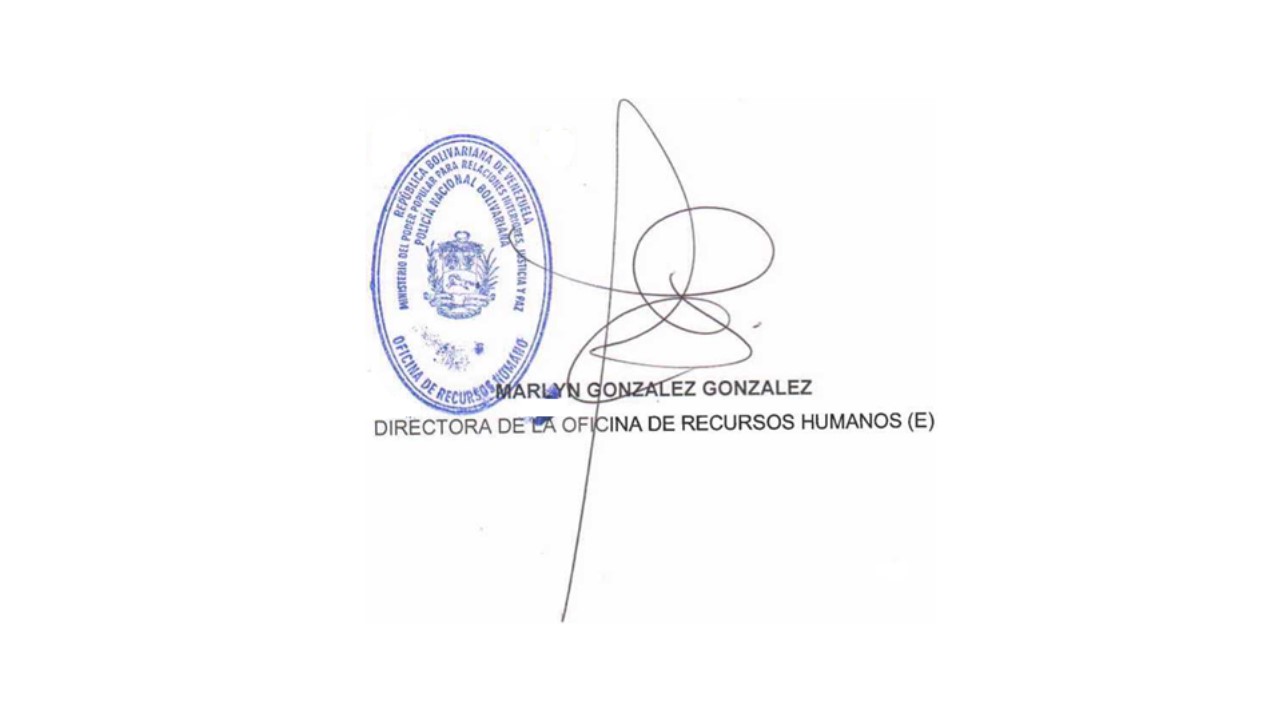 REPÚBLICA BOLIVARIANA DE VENEZUELA
MINISTERIO DEL PODER POPULAR PARA RELACIONES INTERIORES, JUSTICIA Y PAZ
POLICÍA NACIONAL BOLIVARIANA
OFICINA DE RECURSOS HUMANO
MARLYN GONZALEZ GONZALEZ
DIRECTORA DE LA OFICINA DE RECURSOS HUMANOS (E)